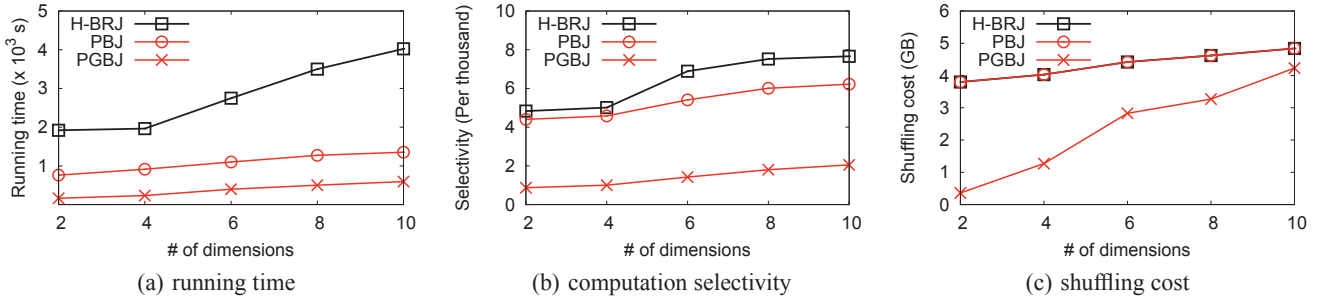 Running time (x 10³ s)
5
4
3
2
1
H-BRJ
PBJ
PGBJ
2 4 6 8 10
# of dimensions
(a) running time
Selectivity (Per thousand)
10
8
6
4
2
0
H-BRJ
PBJ
PGBJ
2 4 6 8 10
# of dimensions
(b) computation selectivity
Shuffling cost (GB)
6
5
4
3
2
1
0
H-BRJ
PBJ
PGBJ
2 4 6 8 10
# of dimensions
(c) shuffling cost